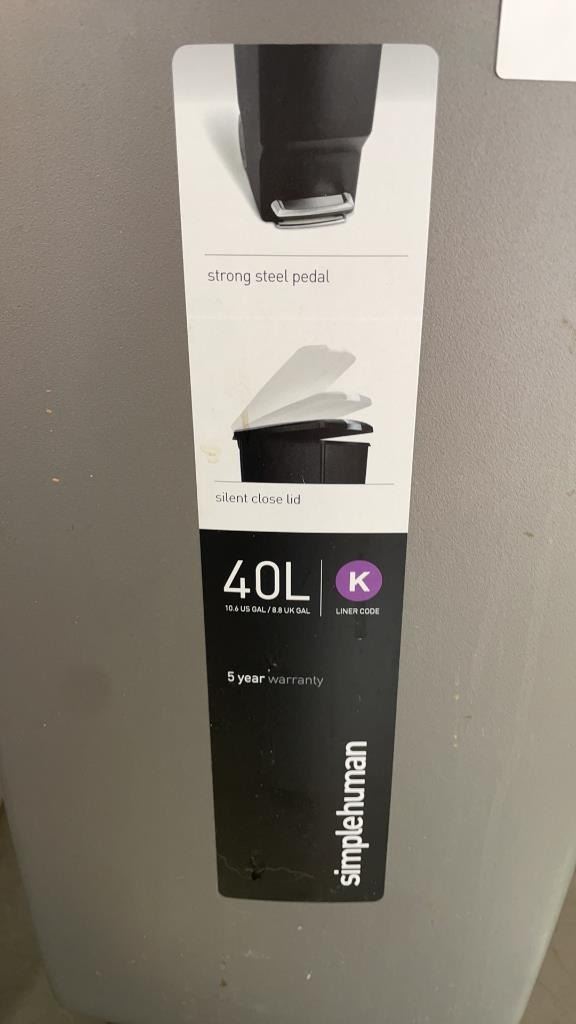 strong steel pedal
silent close lid
40L
10.6 US GAL / 8.8 UK GAL
K
LINER CODE
5 year warranty
simplehuman